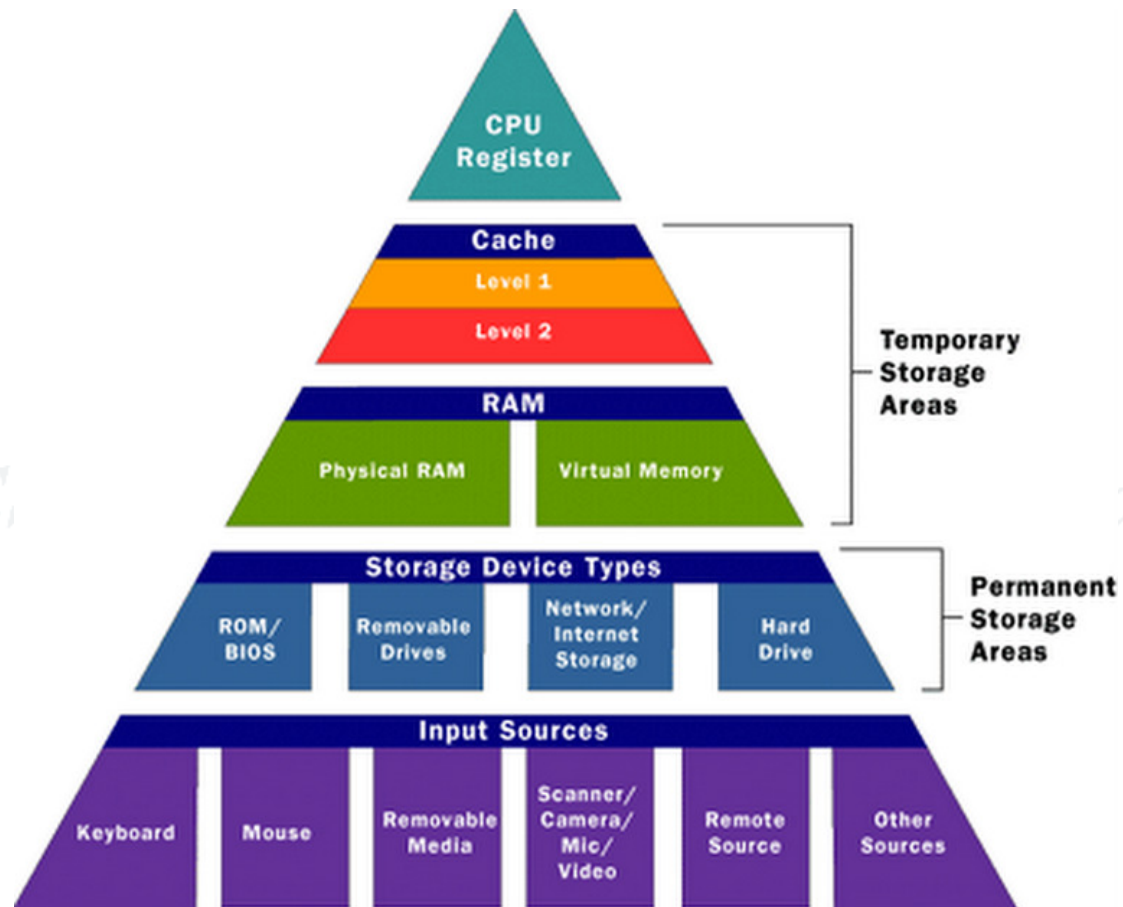 CPU
Register
Cache
Level 1
Level 2
Temporary
Storage
Areas
RAM
Physical RAM
Virtual Memory
Storage Device Types
ROM/
BIOS
Removable
Drives
Network/
Internet
Storage
Hard
Drive
Permanent
Storage
Areas
Input Sources
Keyboard
Mouse
Removable
Media
Scanner/
Camera/
Mic/
Video
Remote
Source
Other
Sources